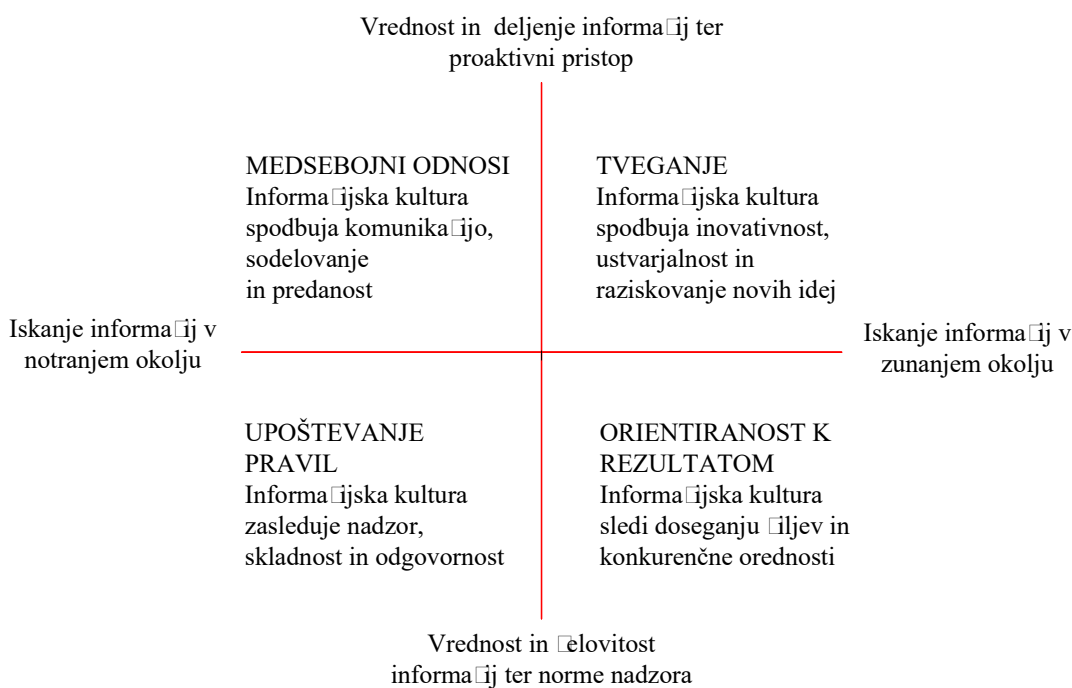 Vrednost in  deljenje informa□ij ter
proaktivni pristop
MEDSEBOJNI ODNOSI
Informa□ijska kultura
spodbuja komunika□ijo,
sodelovanje
in predanost
TVEGANJE
Informa□ijska kultura
spodbuja inovativnost,
ustvarjalnost in
raziskovanje novih idej
Iskanje informa□ij v
notranjem okolju
Iskanje informa□ij v
zunanjem okolju
UPOŠTEVANJE
PRAVIL
Informa□ijska kultura
zasleduje nadzor,
skladnost in odgovornost
ORIENTIRANOST K
REZULTATOM
Informa□ijska kultura
sledi doseganju □iljev in
konkurenčne orednosti
Vrednost in □elovitost
informa□ij ter norme nadzora